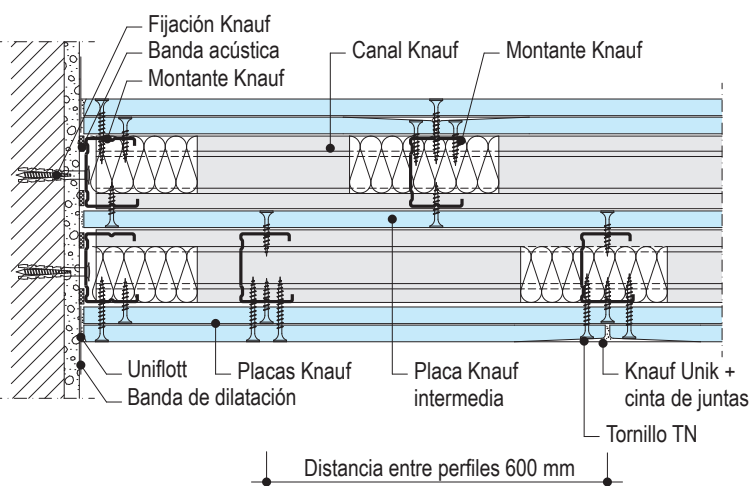 Fijación Knauf
Banda acústica
Montante Knauf
Canal Knauf
Montante Knauf
Uniflott
Banda de dilatación
Placas Knauf
Placa Knauf
intermedia
Knauf Unik +
cinta de juntas
Tornillo TN
Distancia entre perfiles 600 mm